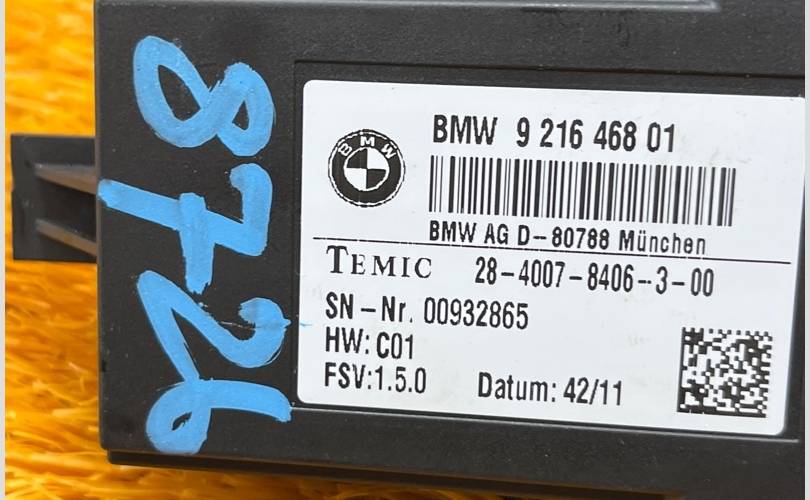 8726
BMW 9 216 468 01
BMW
BMW AG D-80788 München
TEMIC 28-4007-8406-3-00
SN-Nr. 00932865
HW: C01
FSV:1.5.0 Datum: 42/11